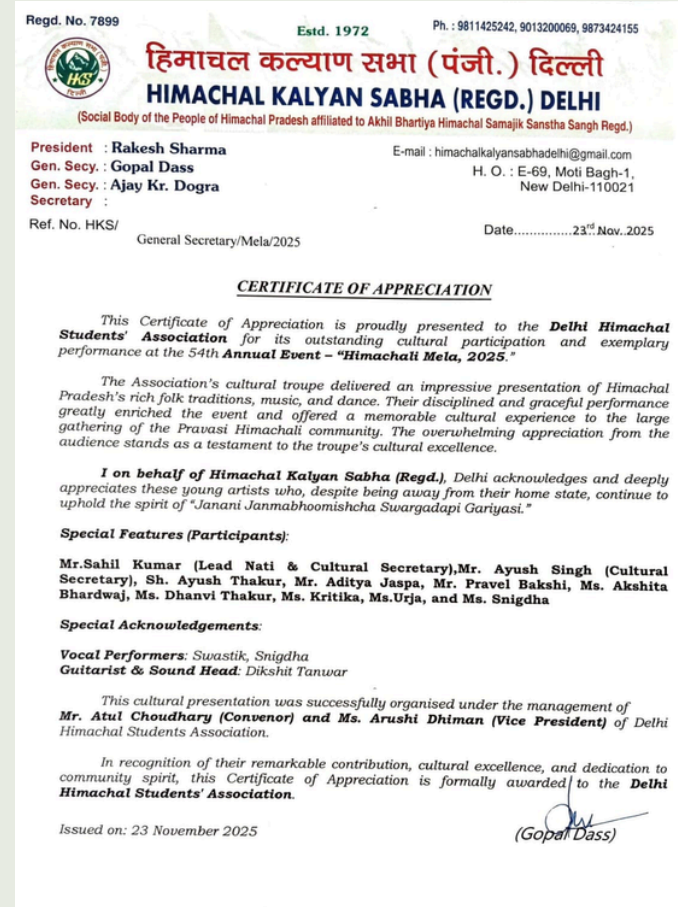 Regd. No. 7899
Estd. 1972
Ph. : 9811425242, 9013200069, 9873424155
हिमाचल कल्याण सभा (पंजी.) दिल्ली
HKS
दिल्ली
HIMACHAL KALYAN SABHA (REGD.) DELHI
(Social Body of the People of Himachal Pradesh affiliated to Akhil Bhartiya Himachal Samajik Sanstha Sangh Regd.)
President : Rakesh Sharma
Gen. Secy. : Gopal Dass
Gen. Secy. : Ajay Kr. Dogra
Secretary :
E-mail : himachalkalyansabhadelhi@gmail.com
H. O. : E-69, Moti Bagh-1,
New Delhi-110021
Ref. No. HKS/
General Secretary/Mela/2025
Date...............23rd Nov..2025
CERTIFICATE OF APPRECIATION
This Certificate of Appreciation is proudly presented to the Delhi Himachal
Students' Association for its outstanding cultural participation and exemplary
performance at the 54th Annual Event – “Himachali Mela, 2025.”
The Association’s cultural troupe delivered an impressive presentation of Himachal
Pradesh’s rich folk traditions, music, and dance. Their disciplined and graceful performance
greatly enriched the event and offered a memorable cultural experience to the large
gathering of the Pravasi Himachali community. The overwhelming appreciation from the
audience stands as a testament to the troupe’s cultural excellence.
I on behalf of Himachal Kalyan Sabha (Regd.), Delhi acknowledges and deeply
appreciates these young artists who, despite being away from their home state, continue to
uphold the spirit of “Janani Janmabhoomishcha Swargadapi Gariyasi.”
Special Features (Participants):
Mr.Sahil Kumar (Lead Nati & Cultural Secretary),Mr. Ayush Singh (Cultural
Secretary), Sh. Ayush Thakur, Mr. Aditya Jaspa, Mr. Pravel Bakshi, Ms. Akshita
Bhardwaj, Ms. Dhanvi Thakur, Ms. Kritika, Ms.Urja, and Ms. Snigdha
Special Acknowledgements:
Vocal Performers: Swastik, Snigdha
Guitarist & Sound Head: Dikshit Tanwar
This cultural presentation was successfully organised under the management of
Mr. Atul Choudhary (Convenor) and Ms. Arushi Dhiman (Vice President) of Delhi
Himachal Students Association.
In recognition of their remarkable contribution, cultural excellence, and dedication to
community spirit, this Certificate of Appreciation is formally awarded to the Delhi
Himachal Students' Association.
Issued on: 23 November 2025
(Gopal Dass)